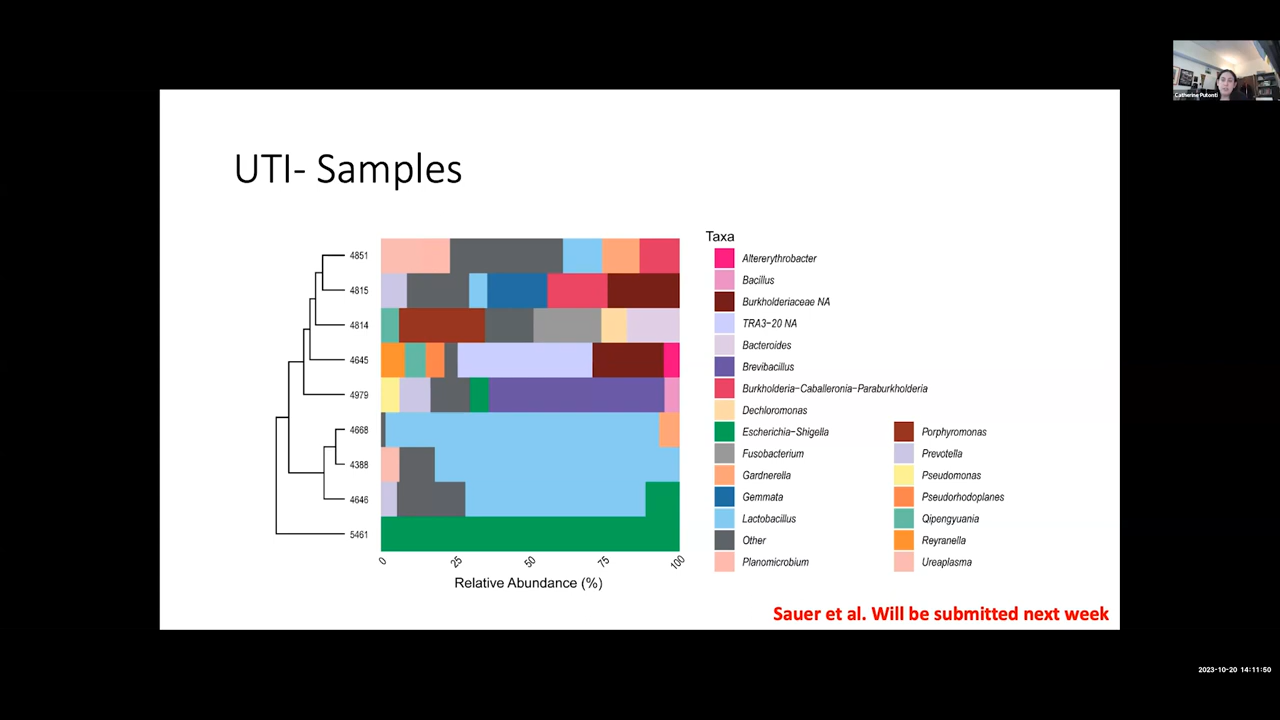 Catherine Putonti
UTI- Samples
4851
4815
4814
4645
4979
4668
4388
4646
5461
0
25
50
75
100
Relative Abundance (%)
Taxa
Altererythrobacter
Bacillus
Burkholderiaceae NA
TRA3−20 NA
Bacteroides
Brevibacillus
Burkholderia−Caballeronia−Paraburkholderia
Dechloromonas
Escherichia−Shigella
Fusobacterium
Gardnerella
Gemmata
Lactobacillus
Other
Planomicrobium
Porphyromonas
Prevotella
Pseudomonas
Pseudorhodoplanes
Qipengyuania
Reyranella
Ureaplasma
Sauer et al. Will be submitted next week
2023-10-20 14:11:50